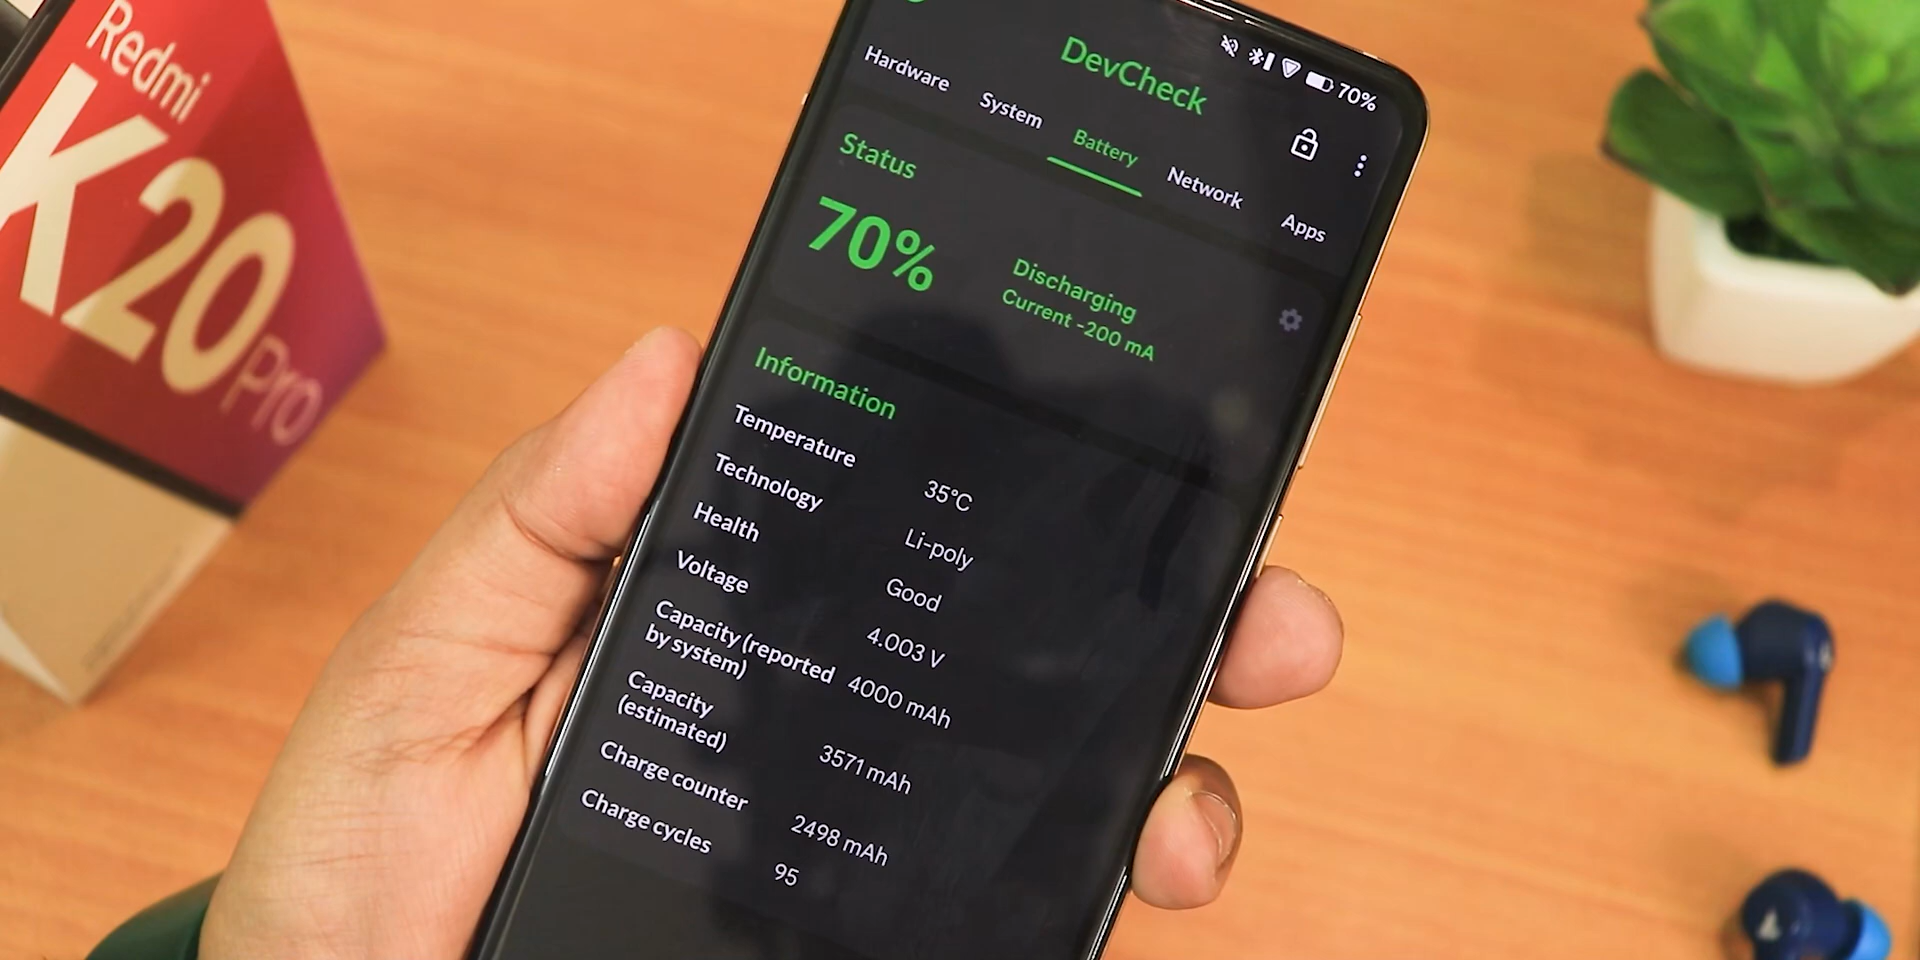 Redmi
K20 Pro
70%
DevCheck
Hardware System Battery Network Apps
Status
70%
Discharging
Current -200 mA
Information
Temperature 35°C
Technology Li-poly
Health Good
Voltage 4.003 V
Capacity (reported
by system) 4000 mAh
Capacity
(estimated) 3571 mAh
Charge counter 2498 mAh
Charge cycles 95